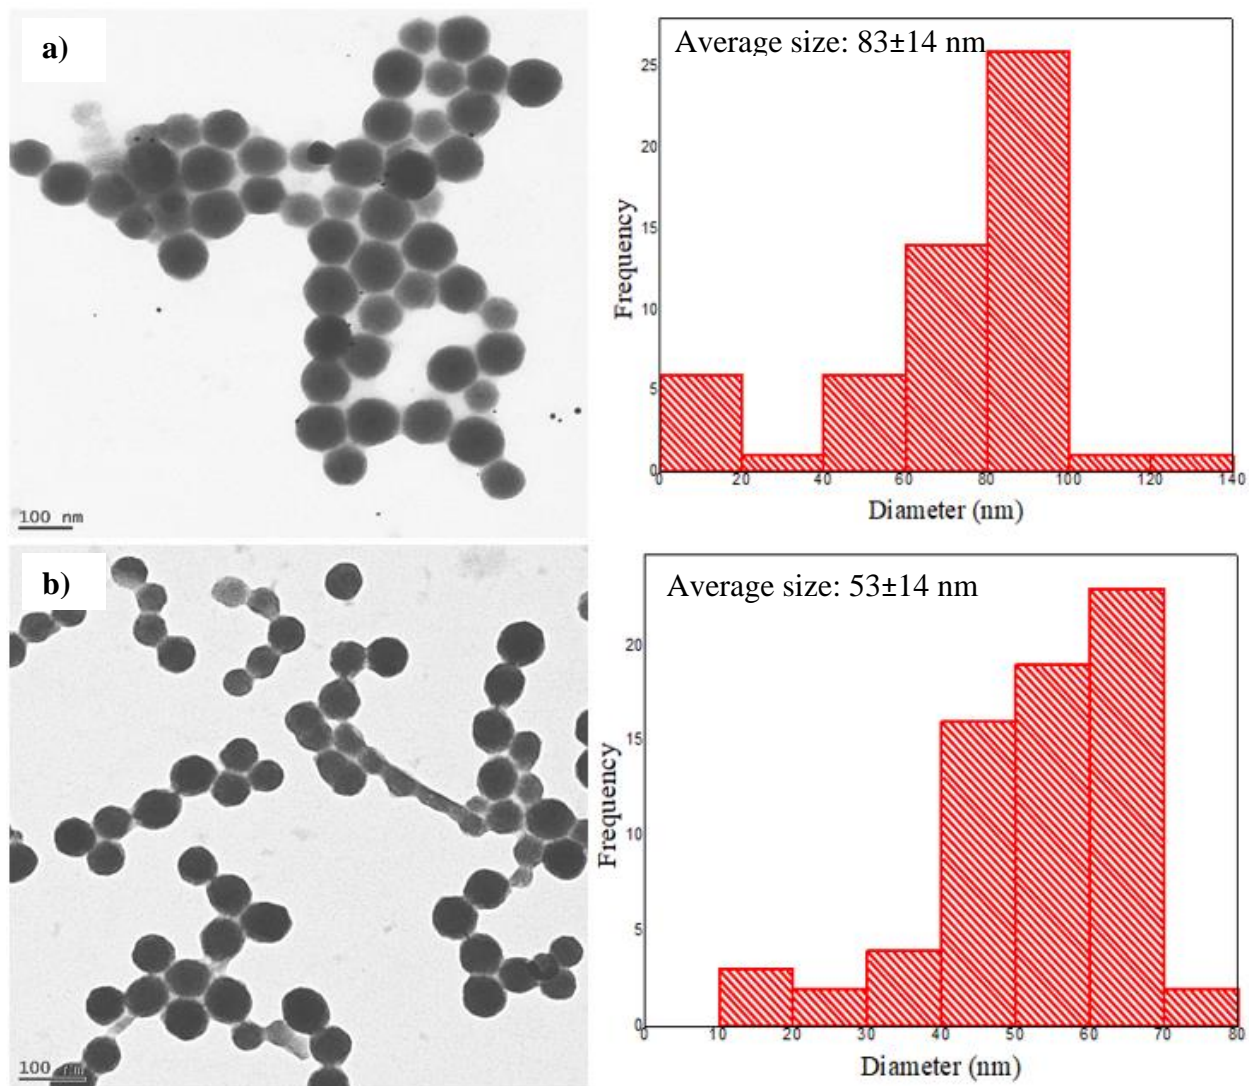 a)
100 nm
Average size: 83±14 nm
Frequency
25
20
15
10
5
0
0 20 40 60 80 100 120 140
Diameter (nm)
b)
100 nm
Average size: 53±14 nm
Frequency
20
15
10
5
0
0 10 20 30 40 50 60 70 80
Diameter (nm)